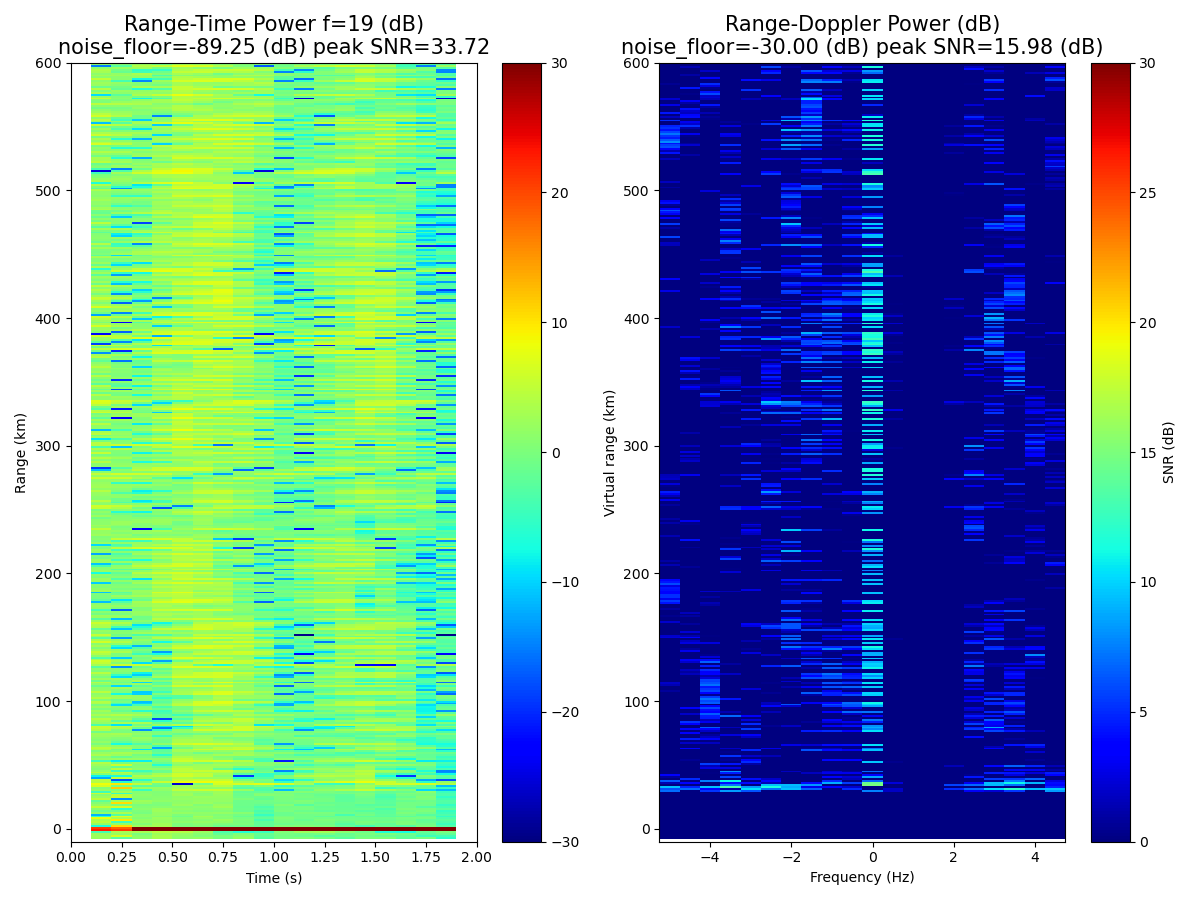 Range-Time Power f=19 (dB)
noise_floor=-89.25 (dB) peak SNR=33.72
Range-Doppler Power (dB)
noise_floor=-30.00 (dB) peak SNR=15.98 (dB)
600
500
400
300
200
100
0
Range (km)
0.00 0.25 0.50 0.75 1.00 1.25 1.50 1.75 2.00
Time (s)
30
20
10
0
−10
−20
−30
600
500
400
300
200
100
0
Virtual range (km)
−4 −2 0 2 4
Frequency (Hz)
30
25
20
15
10
5
0
SNR (dB)